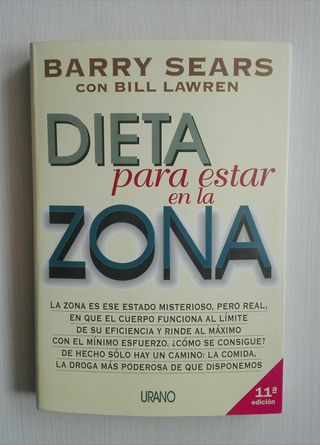 BARRY SEARS
CON BILL LAWREN
DIETA
para estar
en la
ZONA
LA ZONA ES ESE ESTADO MISTERIOSO, PERO REAL,
EN QUE EL CUERPO FUNCIONA AL LÍMITE
DE SU EFICIENCIA Y RINDE AL MÁXIMO
CON EL MÍNIMO ESFUERZO. ¿CÓMO SE CONSIGUE?
DE HECHO SÓLO HAY UN CAMINO: LA COMIDA,
LA DROGA MÁS PODEROSA DE QUE DISPONEMOS
11ª
edición
URANO